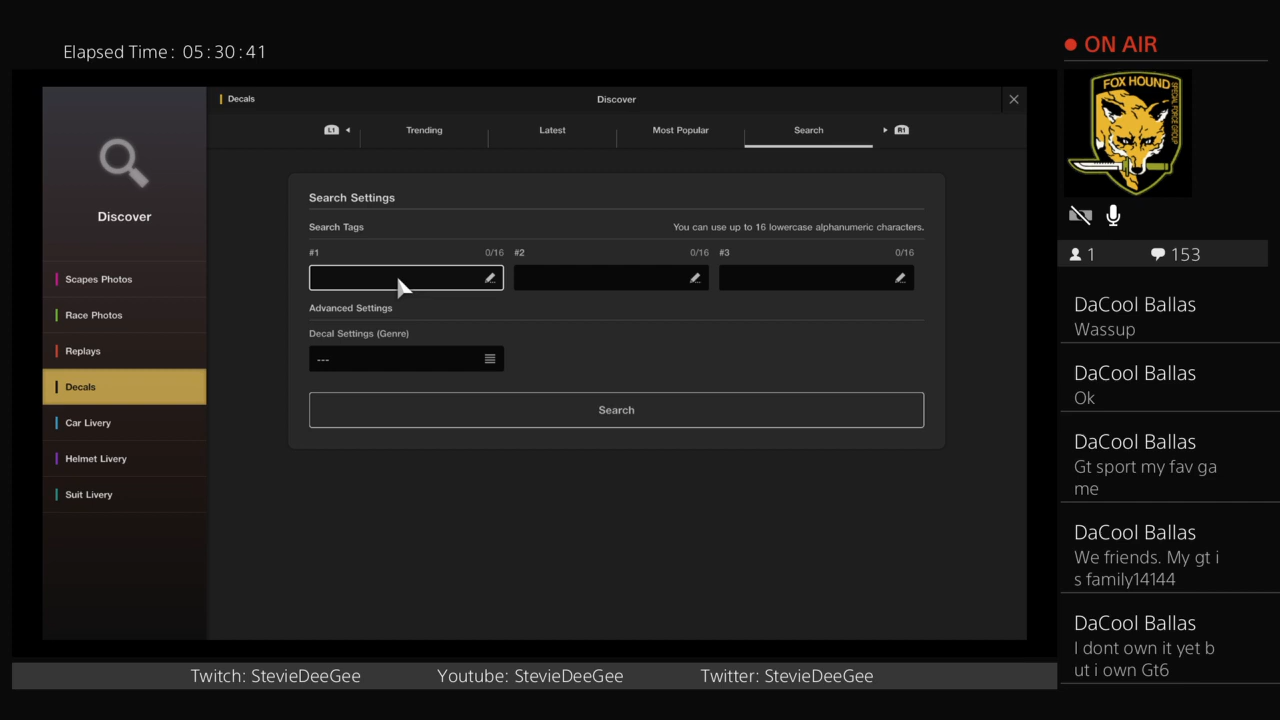 Elapsed Time: 05:30:41
ON AIR
FOX HOUND
SPECIAL FORCE GROUP
Decals
Discover
L1
Trending
Latest
Most Popular
Search
R1
Discover
Scapes Photos
Race Photos
Replays
Decals
Car Livery
Helmet Livery
Suit Livery
Search Settings
Search Tags
You can use up to 16 lowercase alphanumeric characters.
#1 0/16 #2 0/16 #3 0/16
Advanced Settings
Decal Settings (Genre)
---
Search
1 153
DaCool Ballas
Wassup
DaCool Ballas
Ok
DaCool Ballas
Gt sport my fav ga
me
DaCool Ballas
We friends. My gt i
s family14144
DaCool Ballas
I dont own it yet b
ut i own Gt6
Twitch: StevieDeeGee Youtube: StevieDeeGee Twitter: StevieDeeGee